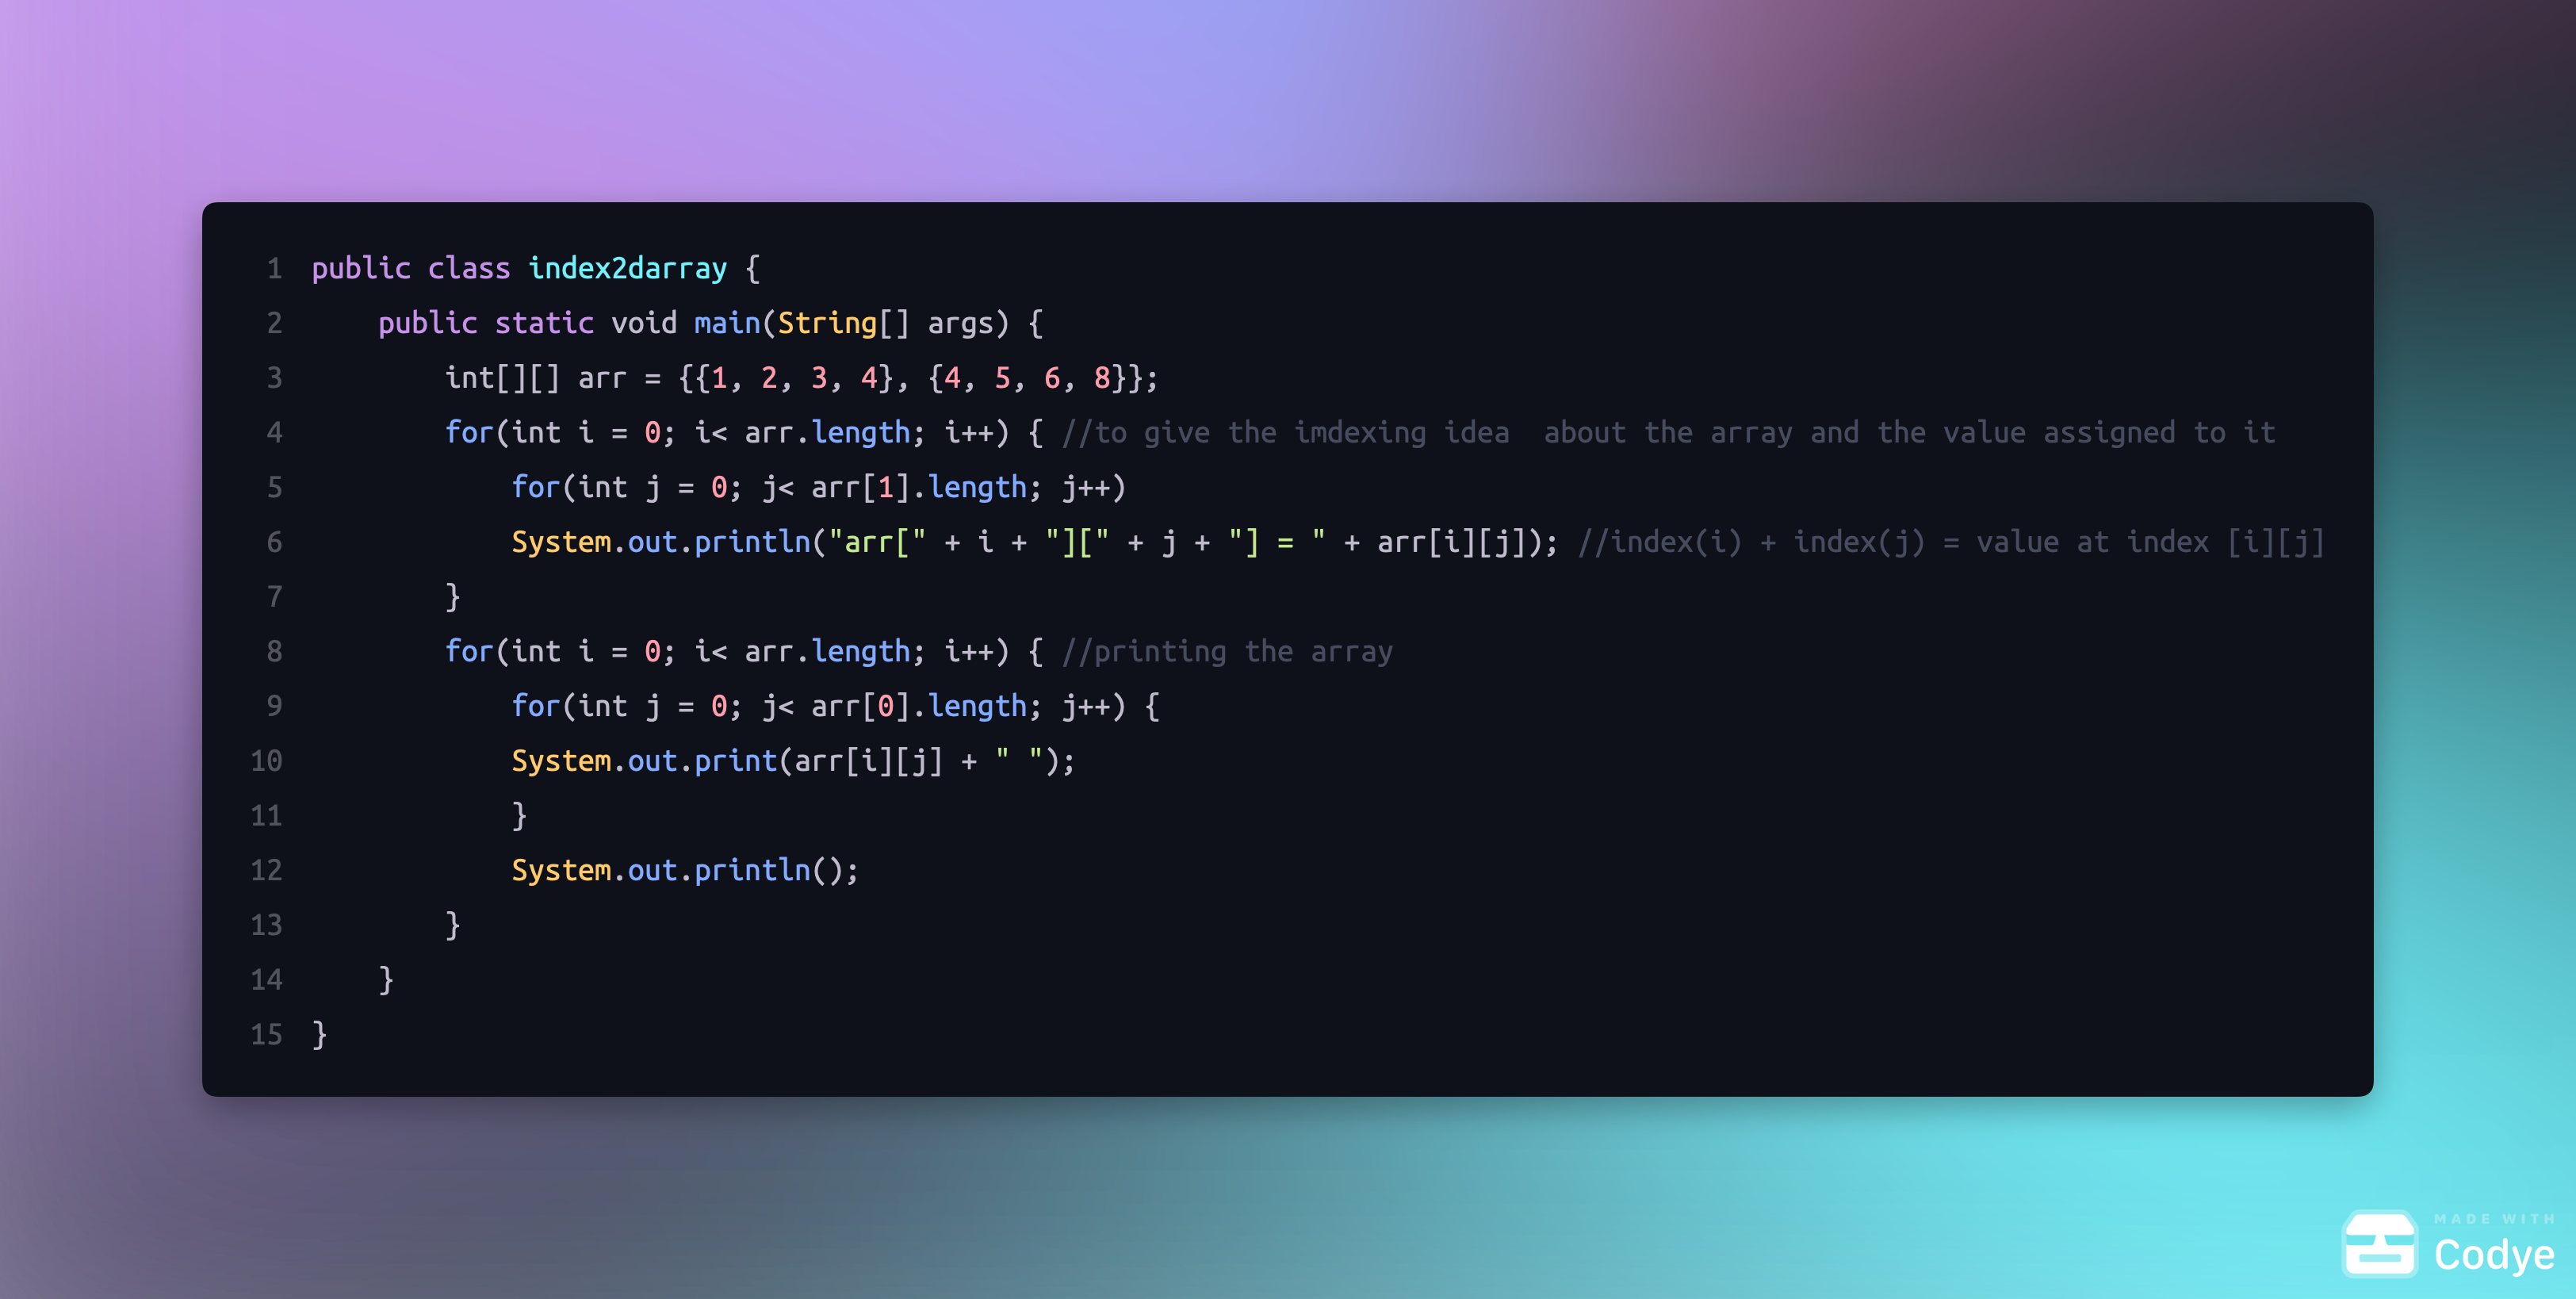 1 public class index2darray {
2     public static void main(String[] args) {
3         int[][] arr = {{1, 2, 3, 4}, {4, 5, 6, 8}};
4         for(int i = 0; i< arr.length; i++) { //to give the imdexing idea  about the array and the value assigned to it
5             for(int j = 0; j< arr[1].length; j++)
6             System.out.println("arr[" + i + "][" + j + "] = " + arr[i][j]); //index(i) + index(j) = value at index [i][j]
7         }
8         for(int i = 0; i< arr.length; i++) { //printing the array
9             for(int j = 0; j< arr[0].length; j++) {
10             System.out.print(arr[i][j] + " ");
11             }
12             System.out.println();
13         }
14     }
15 }
MADE WITH
Codye